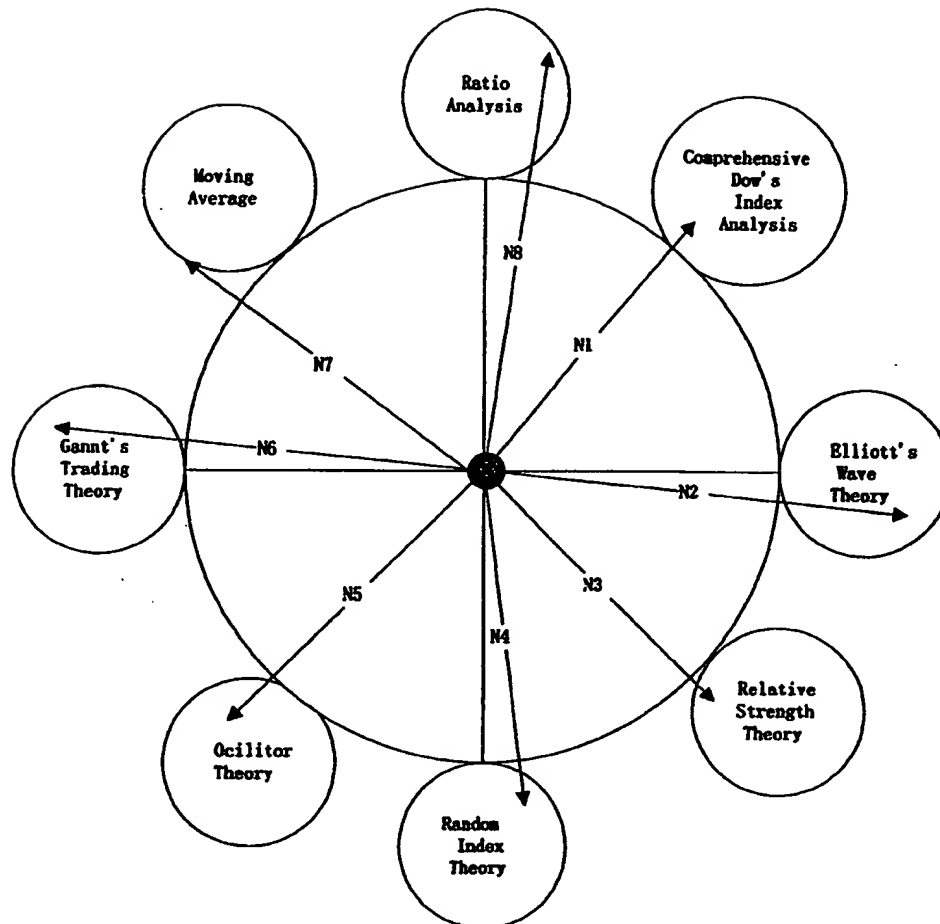 Ratio
Analysis
Comprehensive
Dow's
Index
Analysis
Moving
Average
N8
N1
N7
Gannt's
Trading
Theory
N6
Elliott's
Wave
Theory
N2
N5
N3
N4
Relative
Strength
Theory
Ocilitor
Theory
Random
Index
Theory